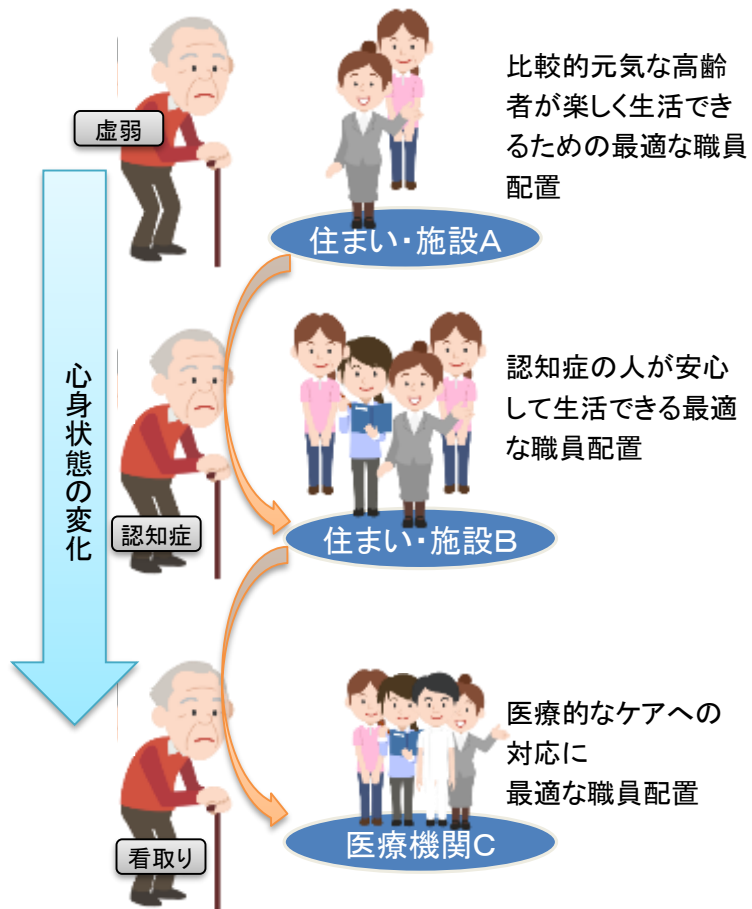 虚弱
比較的元気な高齢
者が楽しく生活でき
るための最適な職員
配置
住まい・施設A
心身状態の変化
認知症の人が安心
して生活できる最適
な職員配置
認知症
住まい・施設B
医療的なケアへの
対応に
最適な職員配置
看取り
医療機関C